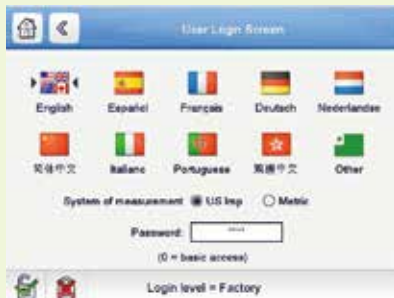 User Login Screen
English Español Français Deutsch Nederlandse
简体中文 Italiano Portuguese 繁體中文 Other
System of measurement US Imp Metric
Password: ****
(0 = basic access)
Login level = Factory